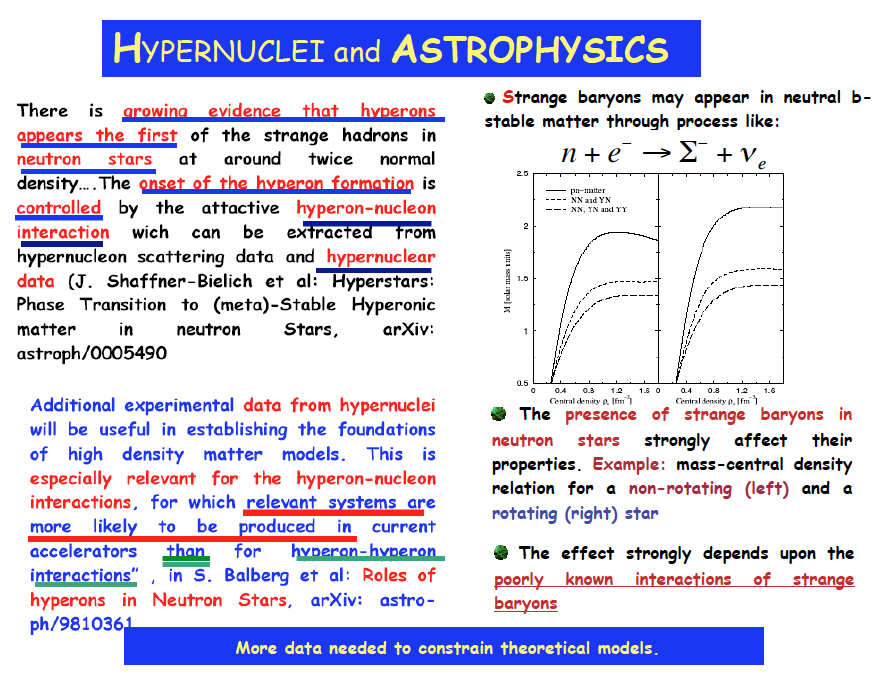 HYPERNUCLEI and ASTROPHYSICS
There is growing evidence that hyperons
appears the first of the strange hadrons in
neutron stars at around twice normal
density….The onset of the hyperon formation is
controlled by the attactive hyperon-nucleon
interaction wich can be extracted from
hypernucleon scattering data and hypernuclear
data (J. Shaffner-Bielich et al: Hyperstars:
Phase Transition to (meta)-Stable Hyperonic
matter in neutron Stars, arXiv:
astroph/0005490
Additional experimental data from hypernuclei
will be useful in establishing the foundations
of high density matter models. This is
especially relevant for the hyperon-nucleon
interactions, for which relevant systems are
more likely to be produced in current
accelerators than for hyperon-hyperon
interactions” , in S. Balberg et al: Roles of
hyperons in Neutron Stars, arXiv: astro-
ph/9810361
Strange baryons may appear in neutral b-
stable matter through process like:
n + e⁻ → Σ⁻ + νₑ
2.5
2
1.5
1
0.5
M [solar mass units]
pn-matter
NN and YN
NN, YN and YY
0 0.4 0.8 1.2 1.6 0 0.4 0.8 1.2 1.6
Central density ρc [fm⁻³] Central density ρc [fm⁻³]
The presence of strange baryons in
neutron stars strongly affect their
properties. Example: mass-central density
relation for a non-rotating (left) and a
rotating (right) star
The effect strongly depends upon the
poorly known interactions of strange
baryons
More data needed to constrain theoretical models.